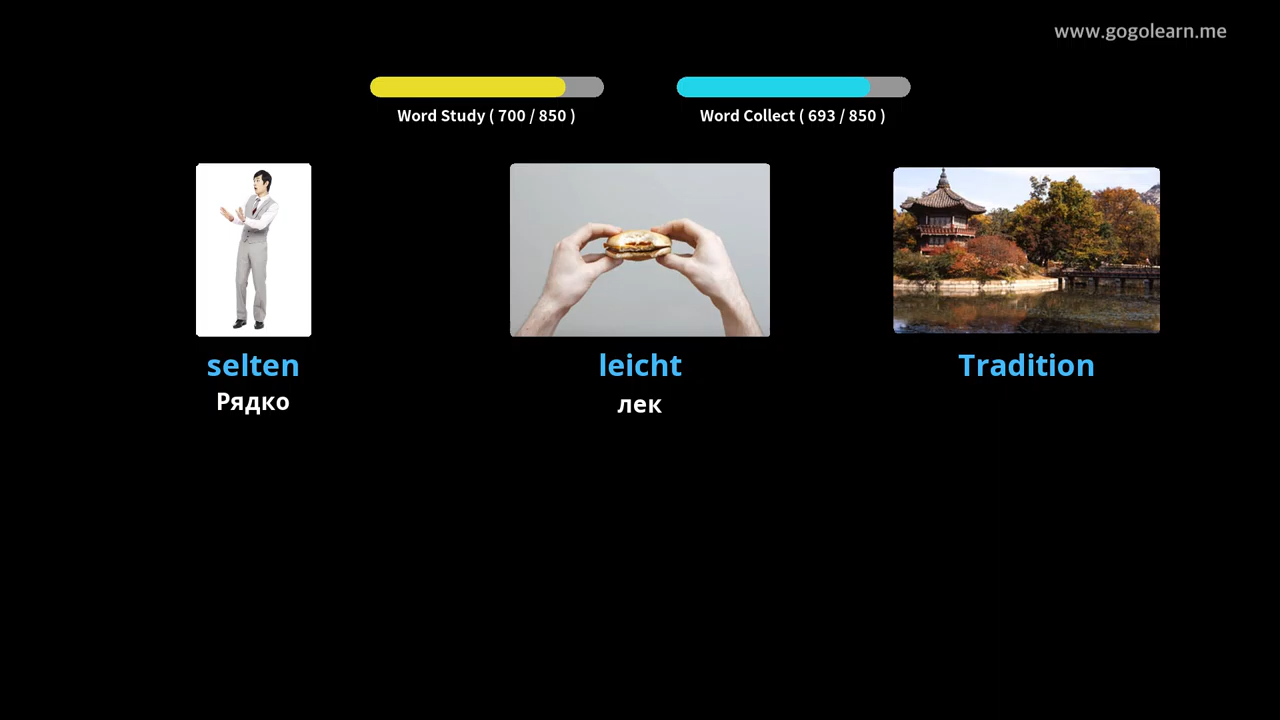 www.gogolearn.me
Word Study ( 700 / 850 )
Word Collect ( 693 / 850 )
selten
Рядко
leicht
лек
Tradition